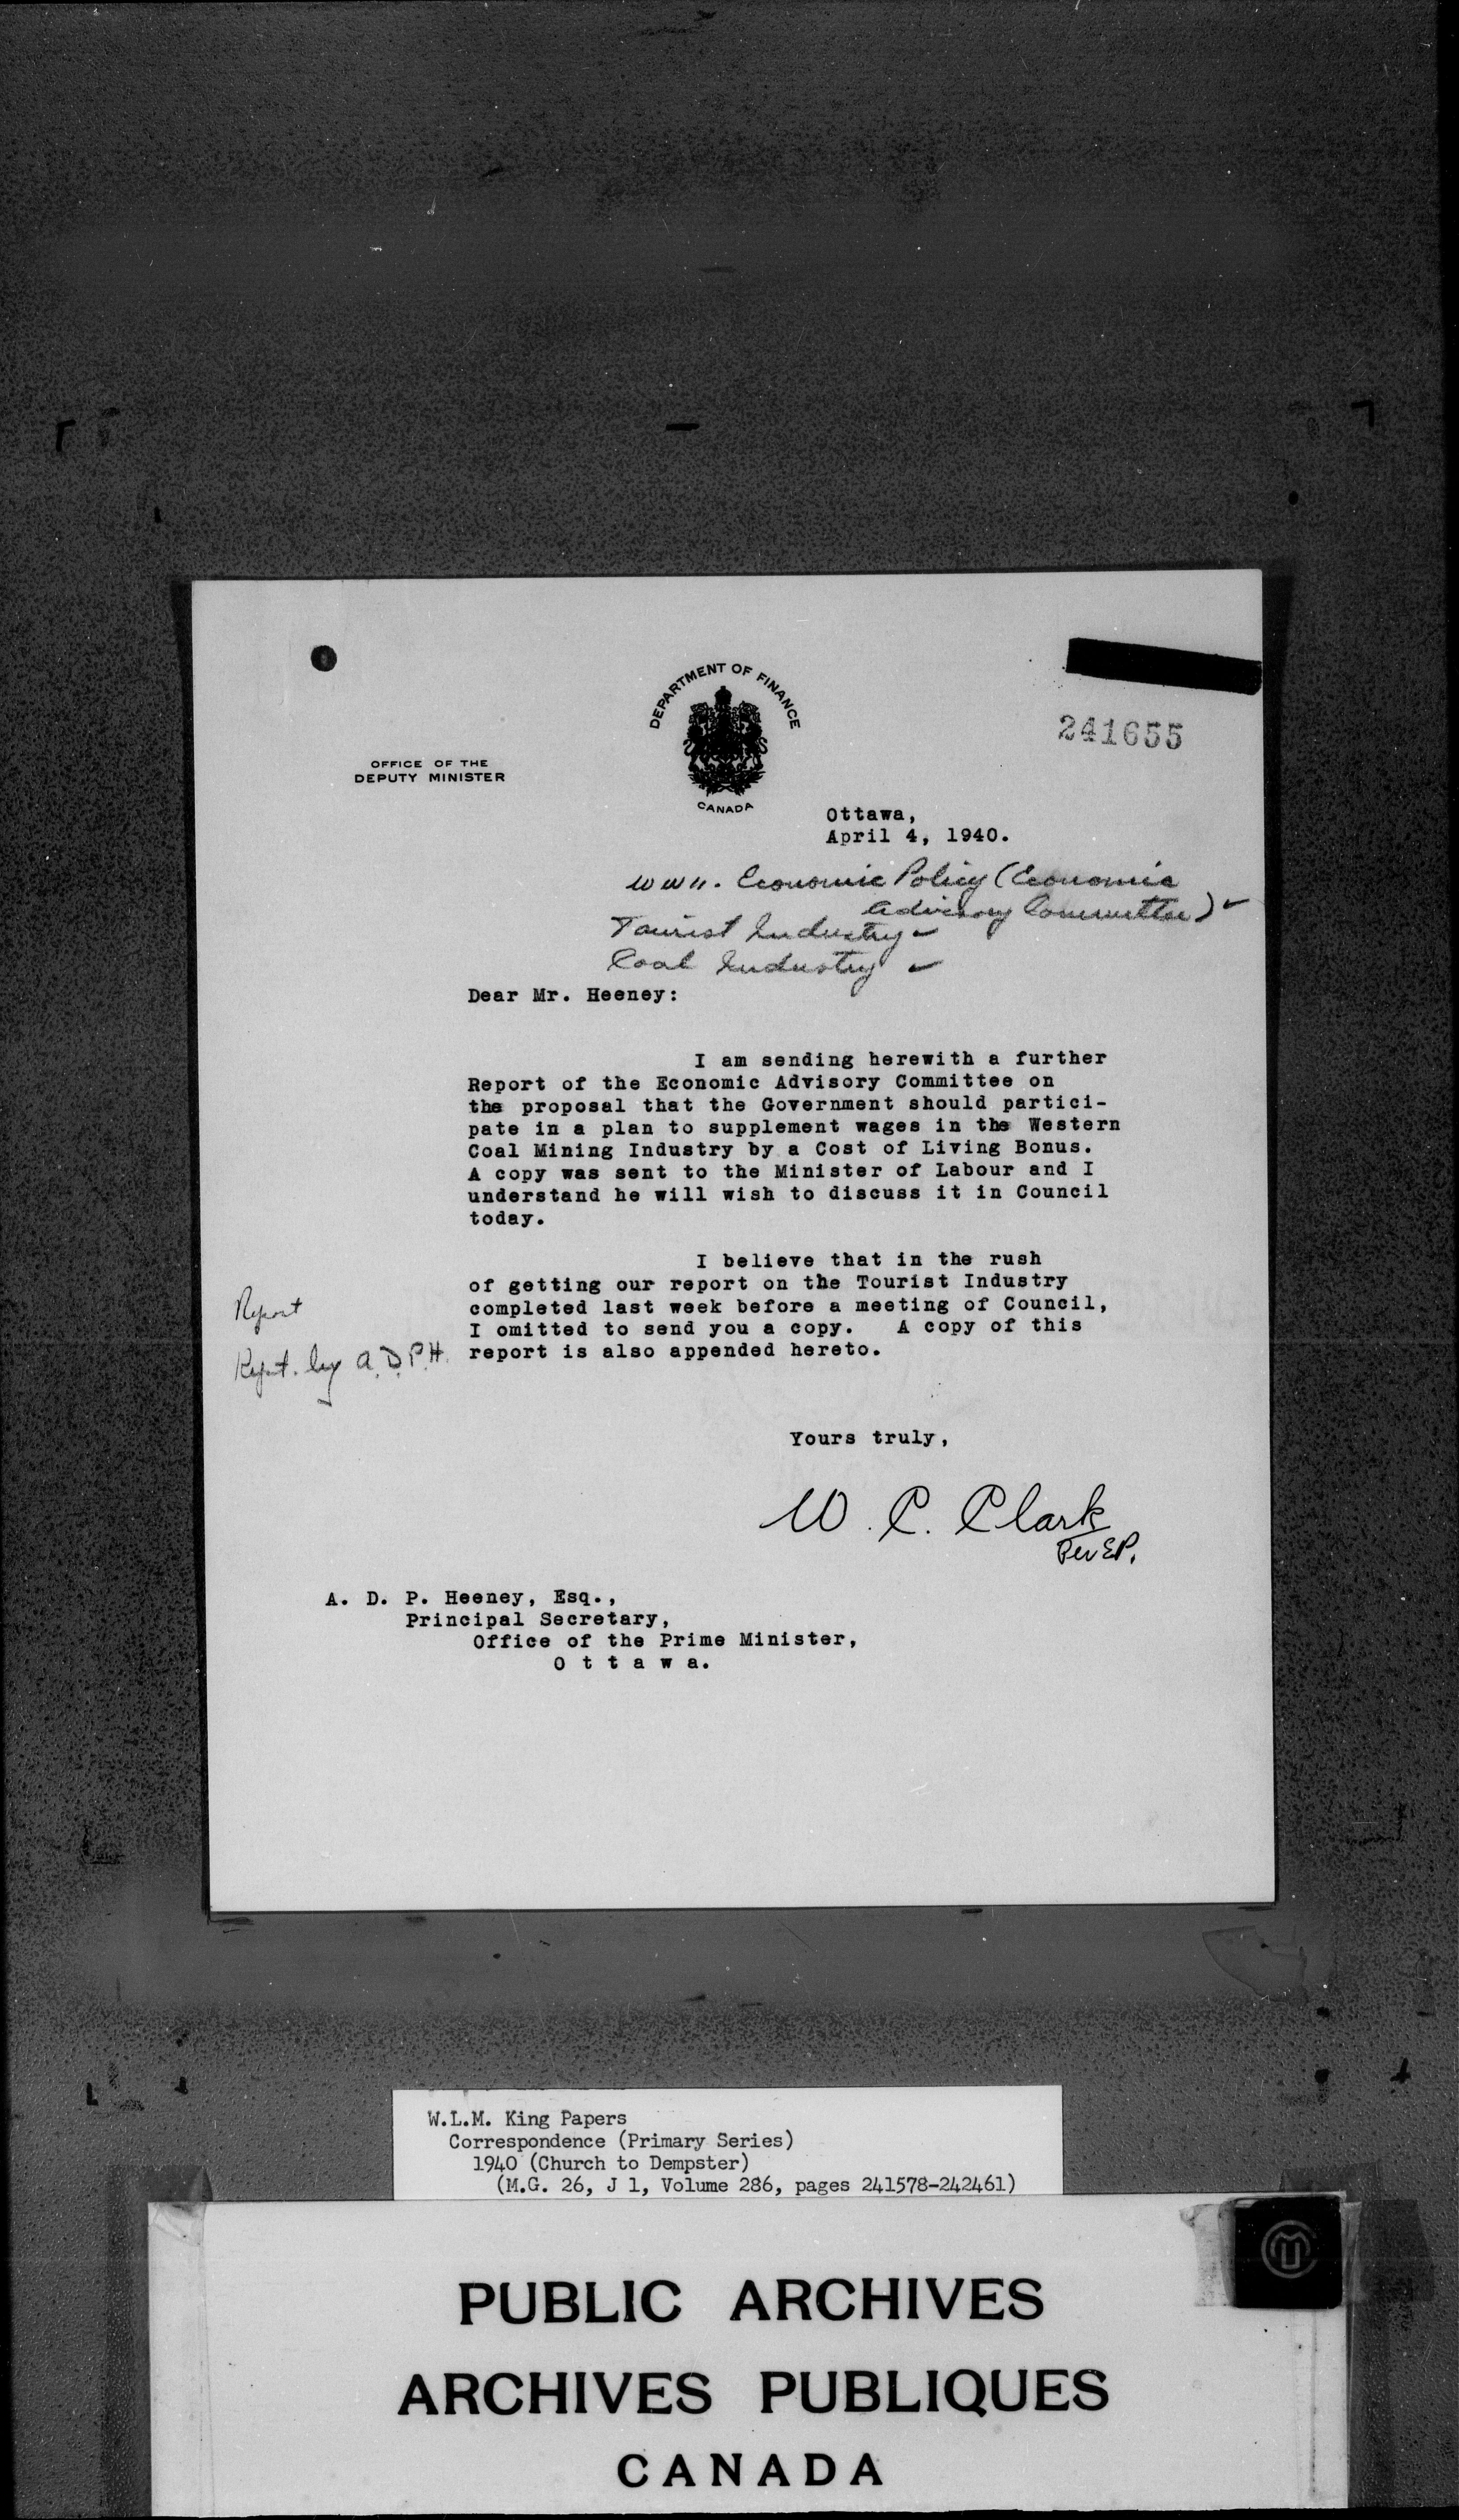 DEPARTMENT OF FINANCE
CANADA
241655
OFFICE OF THE
DEPUTY MINISTER
Ottawa,
April 4, 1940.
WWII. Economic Policy (Economic
Advisory Committee) ✓
Tourist Industry ✓
Coal Industry ✓
Dear Mr. Heeney:
I am sending herewith a further
Report of the Economic Advisory Committee on
the proposal that the Government should partici-
pate in a plan to supplement wages in the Western
Coal Mining Industry by a Cost of Living Bonus.
A copy was sent to the Minister of Labour and I
understand he will wish to discuss it in Council
today.
I believe that in the rush
of getting our report on the Tourist Industry
completed last week before a meeting of Council,
I omitted to send you a copy. A copy of this
report is also appended hereto.
Report
Kept. by A.D.P.H.
Yours truly,
W. C. Clark
Per EP.
A. D. P. Heeney, Esq.,
Principal Secretary,
Office of the Prime Minister,
O t t a w a.
W.L.M. King Papers
Correspondence (Primary Series)
1940 (Church to Dempster)
(M.G. 26, J 1, Volume 286, pages 241578-242461)
PUBLIC ARCHIVES
ARCHIVES PUBLIQUES
CANADA